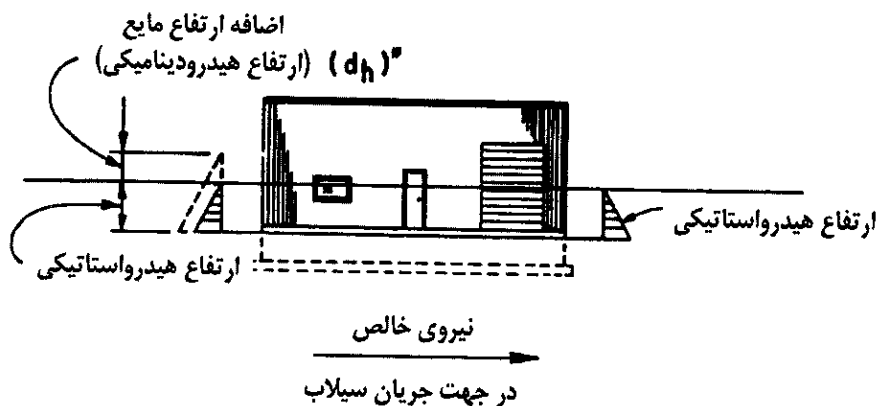 اضافه ارتفاع مایع
(ارتفاع هیدرودینامیکی) (dh)*
ارتفاع هیدرواستاتیکی
ارتفاع هیدرواستاتیکی
نیروی خالص
در جهت جریان سیلاب